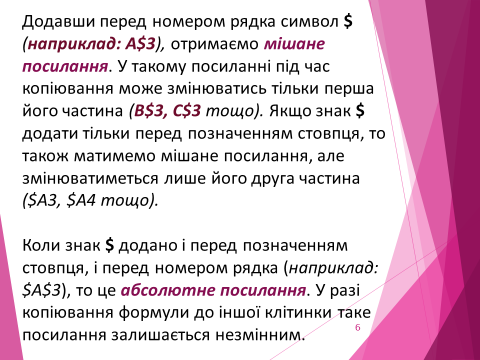 Додавши перед номером рядка символ $
(наприклад: A$3), отримаємо мішане
посилання. У такому посиланні під час
копіювання може змінюватись тільки перша
його частина (B$3, C$3 тощо). Якщо знак $
додати тільки перед позначенням стовпця, то
також матимемо мішане посилання, але
змінюватиметься лише його друга частина
($A3, $A4 тощо).
Коли знак $ додано і перед позначенням
стовпця, і перед номером рядка (наприклад:
$A$3), то це абсолютне посилання. У разі
копіювання формули до іншої клітинки таке
посилання залишається незмінним.
6